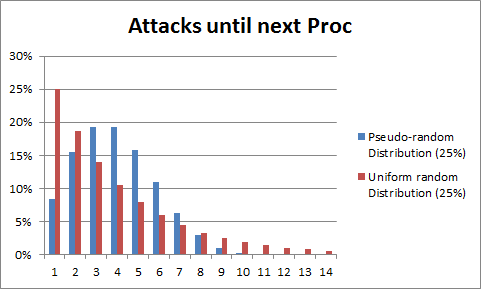 Attacks until next Proc
30%
25%
20%
15%
10%
5%
0%
1 2 3 4 5 6 7 8 9 10 11 12 13 14
Pseudo-random
Distribution (25%)
Uniform random
Distribution (25%)